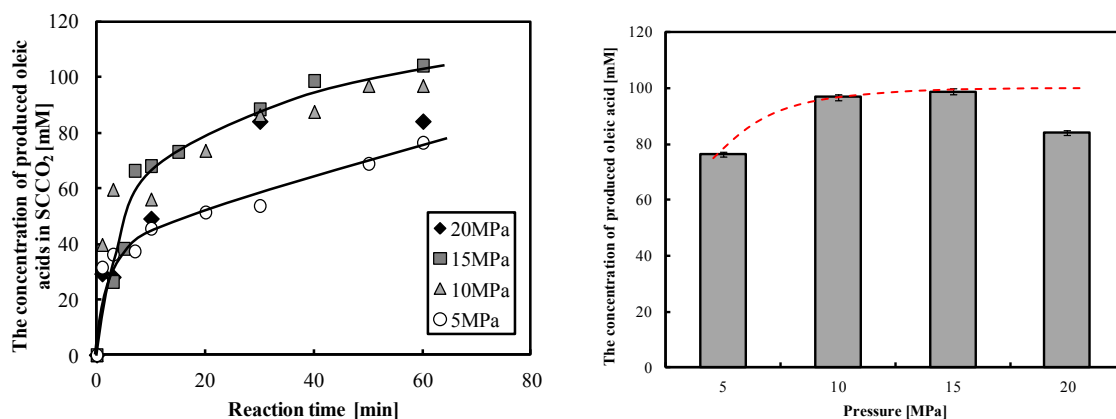 The concentration of produced oleic
acids in SCCO₂ [mM]
120
100
80
60
40
20
0
0
20
40
60
80
Reaction time [min]
20MPa
15MPa
10MPa
5MPa
The concentration of produced oleic acid [mM]
120
100
80
60
40
20
0
5
10
15
20
Pressure [MPa]